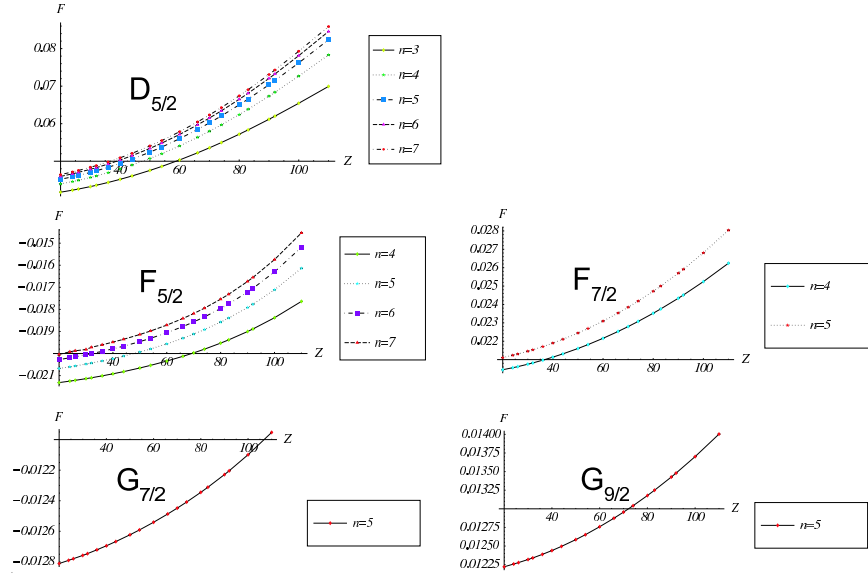 F
0.08
0.07
0.06
D5/2
40 60 80 100 Z
n=3
n=4
n=5
n=6
n=7
F
−0.015
−0.016
−0.018
−0.019
−0.021
F5/2
40 60 80 100 Z
n=4
n=5
n=6
n=7
F
0.028
0.027
0.026
0.024
0.023
0.022
F7/2
40 60 80 100 Z
n=4
n=5
F
−0.0122
−0.0124
−0.0126
−0.0128
G7/2
40 60 80 100 Z
n=5
F
0.01400
0.01375
0.01350
0.01325
0.01275
0.01250
0.01225
G9/2
40 60 80 100 Z
n=5